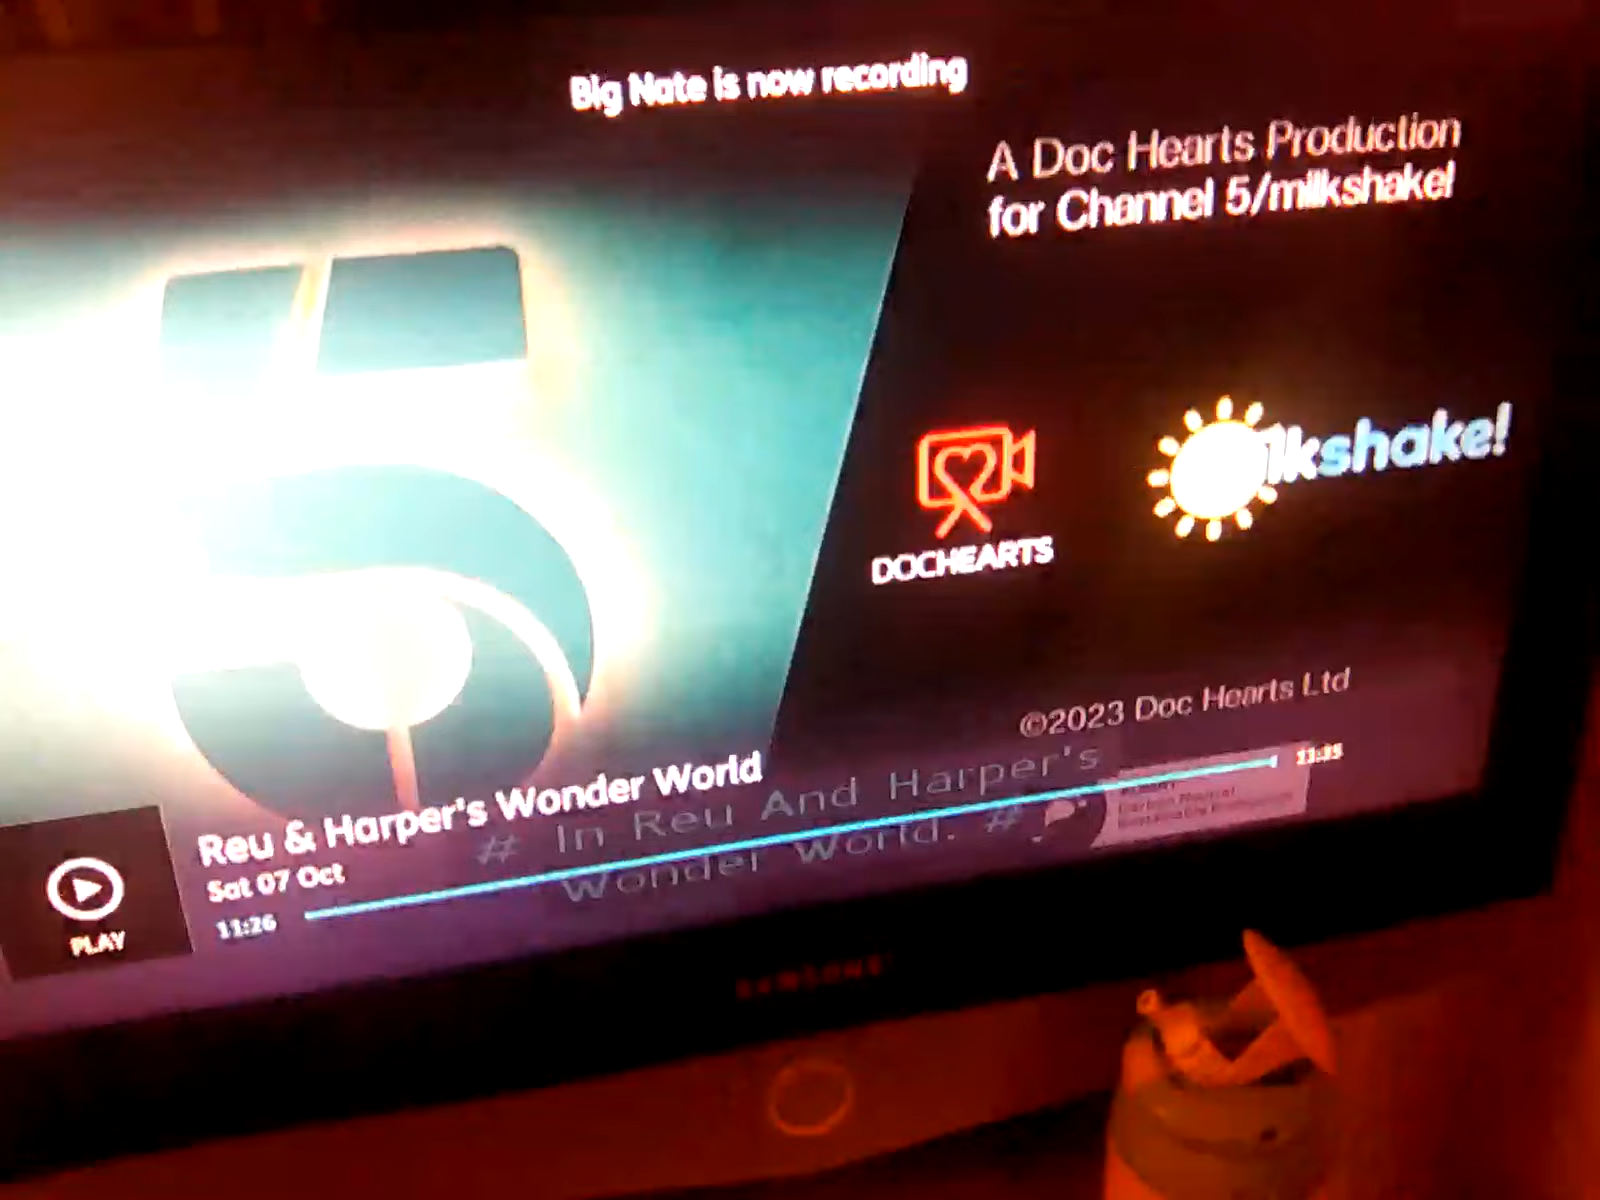 Big Nate is now recording
A Doc Hearts Production
for Channel 5/milkshake!
lkshake!
DOCHEARTS
©2023 Doc Hearts Ltd
Reu & Harper's Wonder World
Sat 07 Oct
11:26
11:35
# In Reu And Harper's
Wonder World. #
PLAY
SAMSUNG